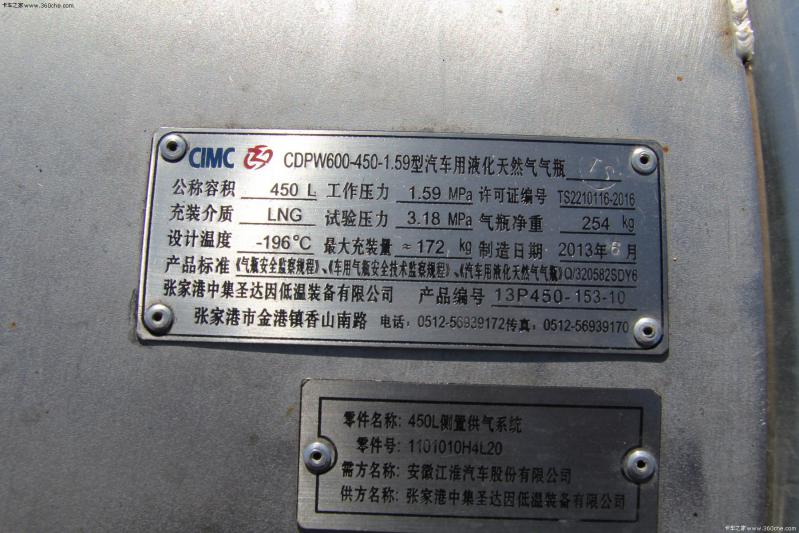 卡车之家 www.360che.com
CIMC CDPW600-450-1.59型汽车用液化天然气气瓶
公称容积 450 L 工作压力 1.59 MPa 许可证编号 TS2210116-2016
充装介质 LNG 试验压力 3.18 MPa 气瓶净重 254 kg
设计温度 -196°C 最大充装量 ≈172 kg 制造日期 2013年6月
产品标准《气瓶安全监察规程》、《车用气瓶安全技术监察规程》、《汽车用液化天然气气瓶》Q/320582SDY6
张家港中集圣达因低温装备有限公司 产品编号 13P450-153-10
张家港市金港镇香山南路 电话: 0512-56939172传真: 0512-56939170
零件名称: 450L侧置供气系统
零件号: 1101010H4L20
需方名称: 安徽江淮汽车股份有限公司
供方名称: 张家港中集圣达因低温装备有限公司
卡车之家 www.360che.com